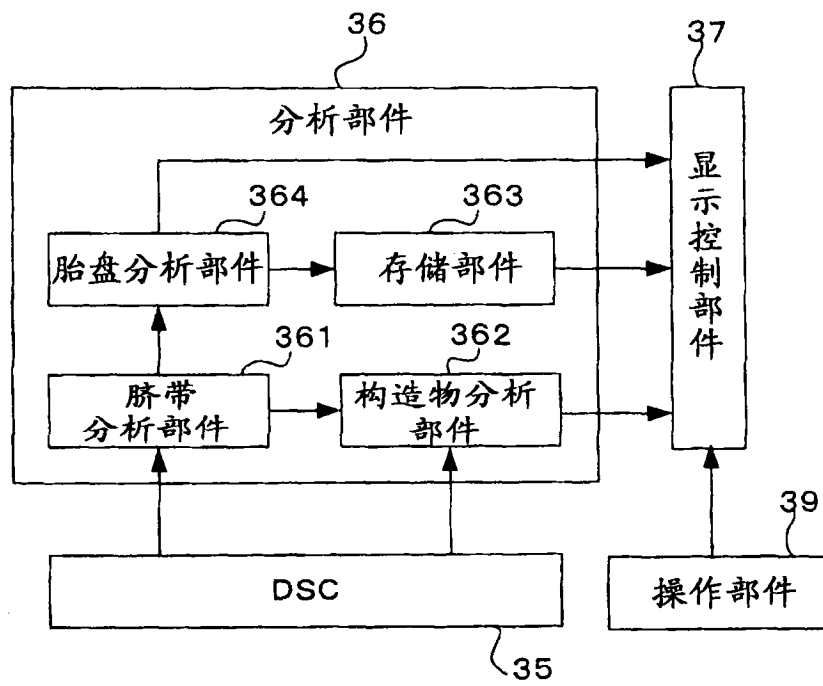 36
37
分析部件
364
363
胎盘分析部件
存储部件
显示控制部件
361
362
脐带
分析部件
构造物分析
部件
39
DSC
操作部件
35